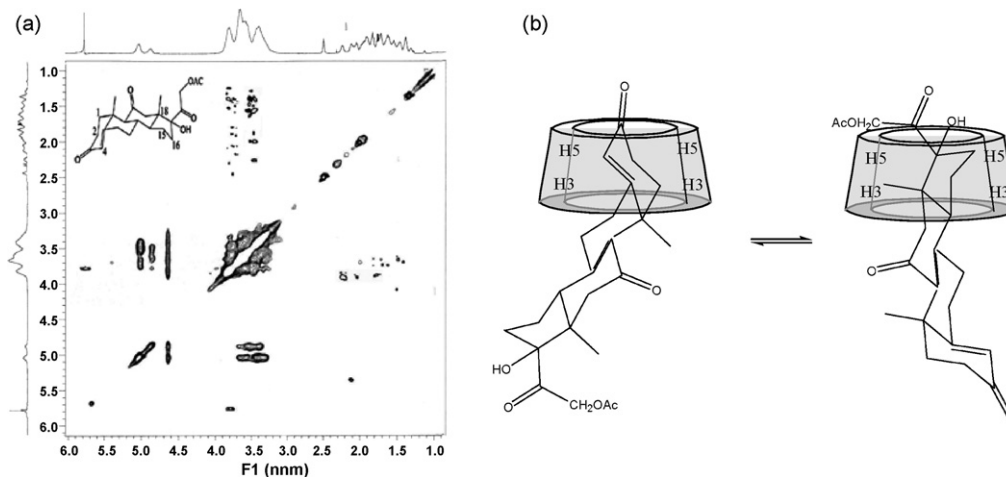 (a)
(b)
OAC
O
O
1
18
OH
2
15
16
O
4
1.0
1.5
2.0
2.5
3.0
3.5
4.0
4.5
5.0
5.5
6.0
6.0 5.5 5.0 4.5 4.0 3.5 3.0 2.5 2.0 1.5 1.0
F1 (nnm)
O
H5 H5
H3 H3
O
HO
O
CH₂OAc
O
AcOH₂C
OH
H5 H5
H3 H3
O
O